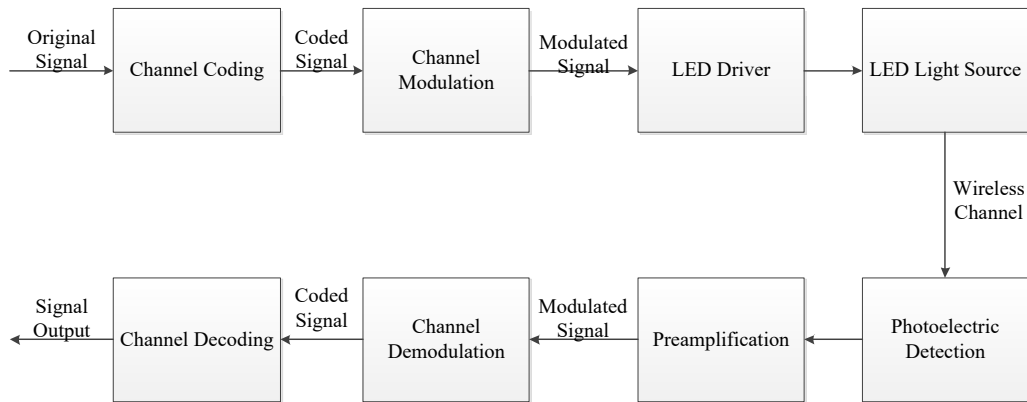 Original
Signal
Channel Coding
Coded
Signal
Channel
Modulation
Modulated
Signal
LED Driver
LED Light Source
Wireless
Channel
Signal
Output
Channel Decoding
Coded
Signal
Channel
Demodulation
Modulated
Signal
Preamplification
Photoelectric
Detection